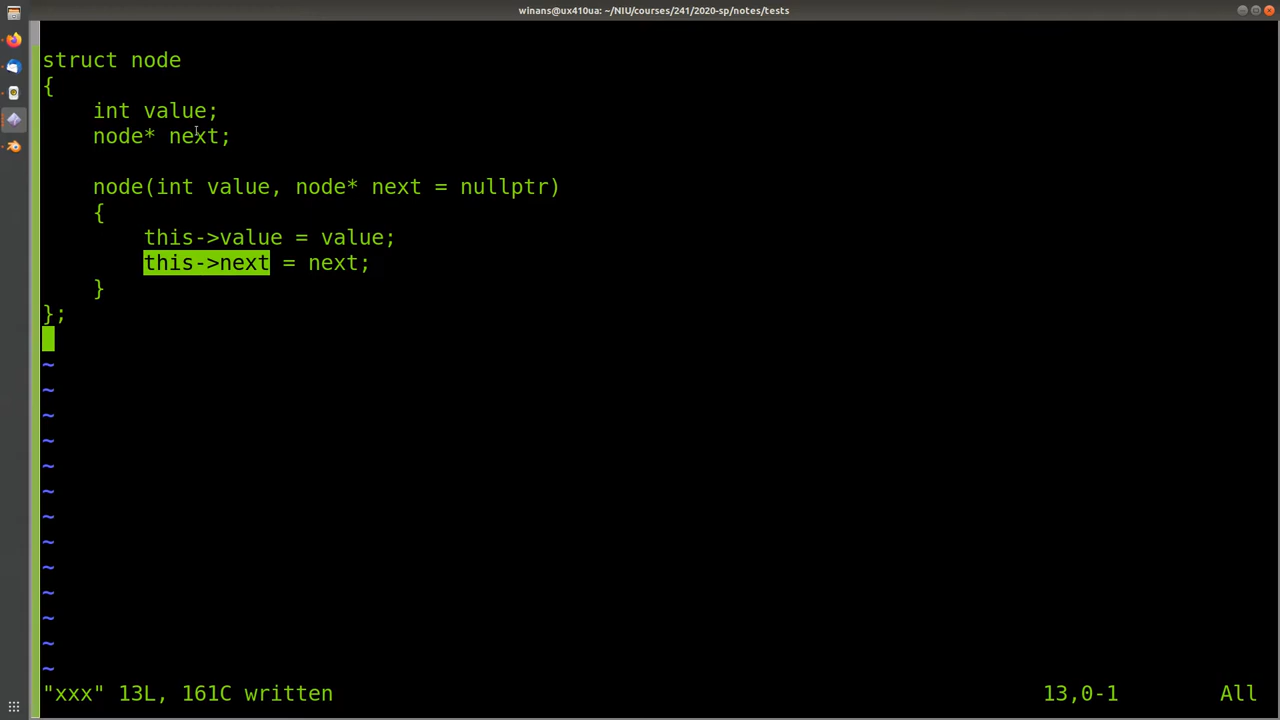 winans@ux410ua: ~/NIU/courses/241/2020-sp/notes/tests
struct node
{
    int value;
    node* next;
    node(int value, node* next = nullptr)
    {
        this->value = value;
        this->next = next;
    }
};
~
~
~
~
~
~
~
~
~
~
~
~
~
"xxx" 13L, 161C written 13,0-1 All